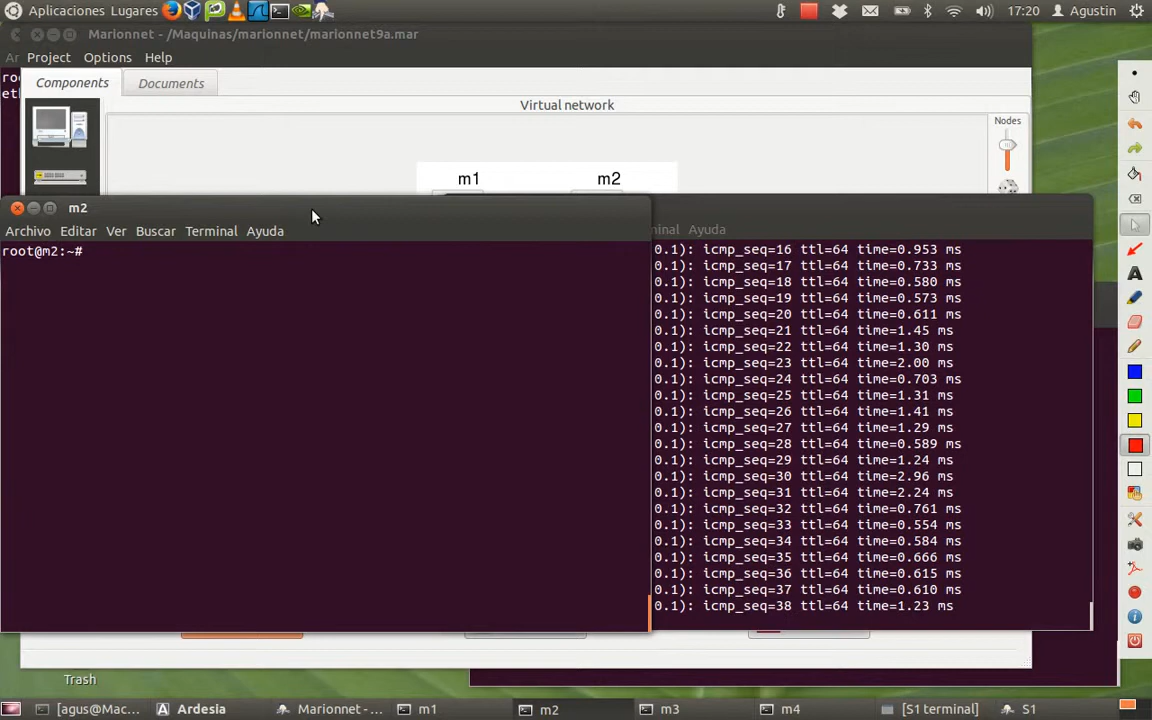 Aplicaciones Lugares
17:20
Agustin
Marionnet - /Maquinas/marionnet/marionnet9a.mar
Ar
Project Options Help
ro
et
Components Documents
Virtual network
Nodes
m1
m2
m2
Archivo Editar Ver Buscar Terminal Ayuda
root@m2:~#
minal Ayuda
0.1): icmp_seq=16 ttl=64 time=0.953 ms
0.1): icmp_seq=17 ttl=64 time=0.733 ms
0.1): icmp_seq=18 ttl=64 time=0.580 ms
0.1): icmp_seq=19 ttl=64 time=0.573 ms
0.1): icmp_seq=20 ttl=64 time=0.611 ms
0.1): icmp_seq=21 ttl=64 time=1.45 ms
0.1): icmp_seq=22 ttl=64 time=1.30 ms
0.1): icmp_seq=23 ttl=64 time=2.00 ms
0.1): icmp_seq=24 ttl=64 time=0.703 ms
0.1): icmp_seq=25 ttl=64 time=1.31 ms
0.1): icmp_seq=26 ttl=64 time=1.41 ms
0.1): icmp_seq=27 ttl=64 time=1.29 ms
0.1): icmp_seq=28 ttl=64 time=0.589 ms
0.1): icmp_seq=29 ttl=64 time=1.24 ms
0.1): icmp_seq=30 ttl=64 time=2.96 ms
0.1): icmp_seq=31 ttl=64 time=2.24 ms
0.1): icmp_seq=32 ttl=64 time=0.761 ms
0.1): icmp_seq=33 ttl=64 time=0.554 ms
0.1): icmp_seq=34 ttl=64 time=0.584 ms
0.1): icmp_seq=35 ttl=64 time=0.666 ms
0.1): icmp_seq=36 ttl=64 time=0.615 ms
0.1): icmp_seq=37 ttl=64 time=0.610 ms
0.1): icmp_seq=38 ttl=64 time=1.23 ms
Trash
[agus@Mac... Ardesia Marionnet - ... m1 m2 m3 m4 [S1 terminal] S1